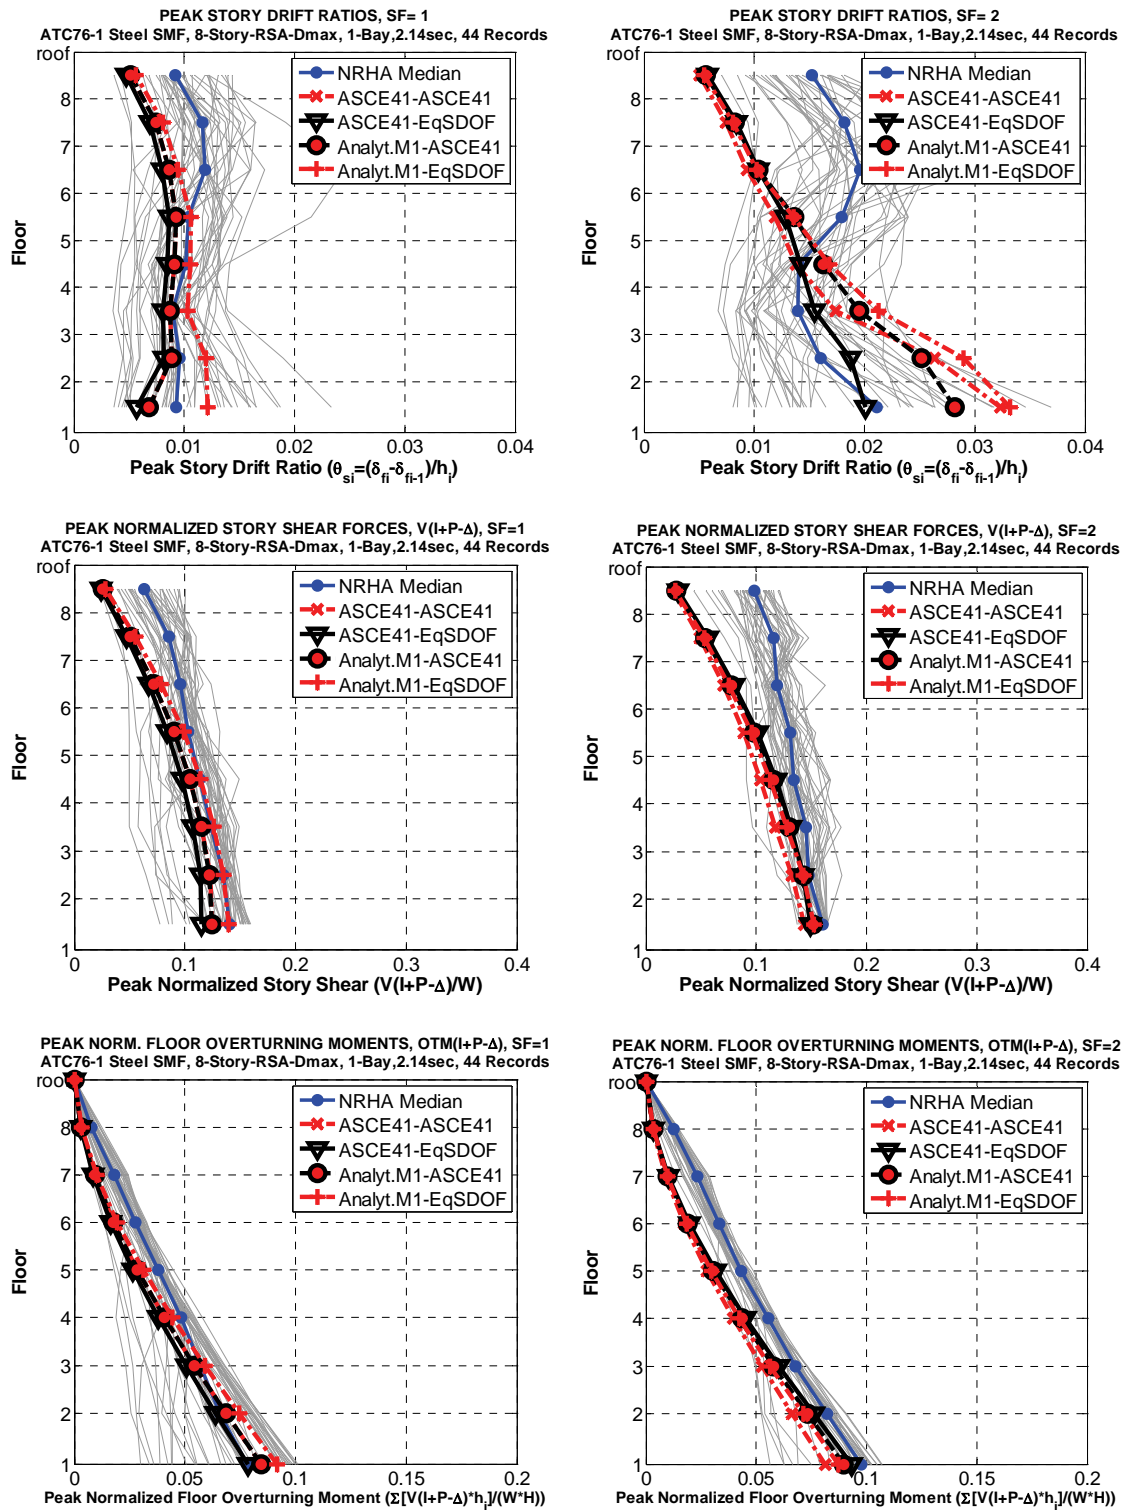 PEAK STORY DRIFT RATIOS, SF= 1
ATC76-1 Steel SMF, 8-Story-RSA-Dmax, 1-Bay,2.14sec, 44 Records
roof
8
7
6
5
4
3
2
1
Floor
NRHA Median
ASCE41-ASCE41
ASCE41-EqSDOF
Analyt.M1-ASCE41
Analyt.M1-EqSDOF
0 0.01 0.02 0.03 0.04
Peak Story Drift Ratio (θsi=(δfi-δfi-1)/hi)
PEAK STORY DRIFT RATIOS, SF= 2
ATC76-1 Steel SMF, 8-Story-RSA-Dmax, 1-Bay,2.14sec, 44 Records
roof
8
7
6
5
4
3
2
1
Floor
NRHA Median
ASCE41-ASCE41
ASCE41-EqSDOF
Analyt.M1-ASCE41
Analyt.M1-EqSDOF
0 0.01 0.02 0.03 0.04
Peak Story Drift Ratio (θsi=(δfi-δfi-1)/hi)
PEAK NORMALIZED STORY SHEAR FORCES, V(I+P-Δ), SF=1
ATC76-1 Steel SMF, 8-Story-RSA-Dmax, 1-Bay,2.14sec, 44 Records
roof
8
7
6
5
4
3
2
1
Floor
NRHA Median
ASCE41-ASCE41
ASCE41-EqSDOF
Analyt.M1-ASCE41
Analyt.M1-EqSDOF
0 0.1 0.2 0.3 0.4
Peak Normalized Story Shear (V(I+P-Δ)/W)
PEAK NORMALIZED STORY SHEAR FORCES, V(I+P-Δ), SF=2
ATC76-1 Steel SMF, 8-Story-RSA-Dmax, 1-Bay,2.14sec, 44 Records
roof
8
7
6
5
4
3
2
1
Floor
NRHA Median
ASCE41-ASCE41
ASCE41-EqSDOF
Analyt.M1-ASCE41
Analyt.M1-EqSDOF
0 0.1 0.2 0.3 0.4
Peak Normalized Story Shear (V(I+P-Δ)/W)
PEAK NORM. FLOOR OVERTURNING MOMENTS, OTM(I+P-Δ), SF=1
ATC76-1 Steel SMF, 8-Story-RSA-Dmax, 1-Bay,2.14sec, 44 Records
roof
8
7
6
5
4
3
2
1
Floor
NRHA Median
ASCE41-ASCE41
ASCE41-EqSDOF
Analyt.M1-ASCE41
Analyt.M1-EqSDOF
0 0.05 0.1 0.15 0.2
Peak Normalized Floor Overturning Moment (Σ[V(I+P-Δ)*hi]/(W*H))
PEAK NORM. FLOOR OVERTURNING MOMENTS, OTM(I+P-Δ), SF=2
ATC76-1 Steel SMF, 8-Story-RSA-Dmax, 1-Bay,2.14sec, 44 Records
roof
8
7
6
5
4
3
2
1
Floor
NRHA Median
ASCE41-ASCE41
ASCE41-EqSDOF
Analyt.M1-ASCE41
Analyt.M1-EqSDOF
0 0.05 0.1 0.15 0.2
Peak Normalized Floor Overturning Moment (Σ[V(I+P-Δ)*hi]/(W*H))